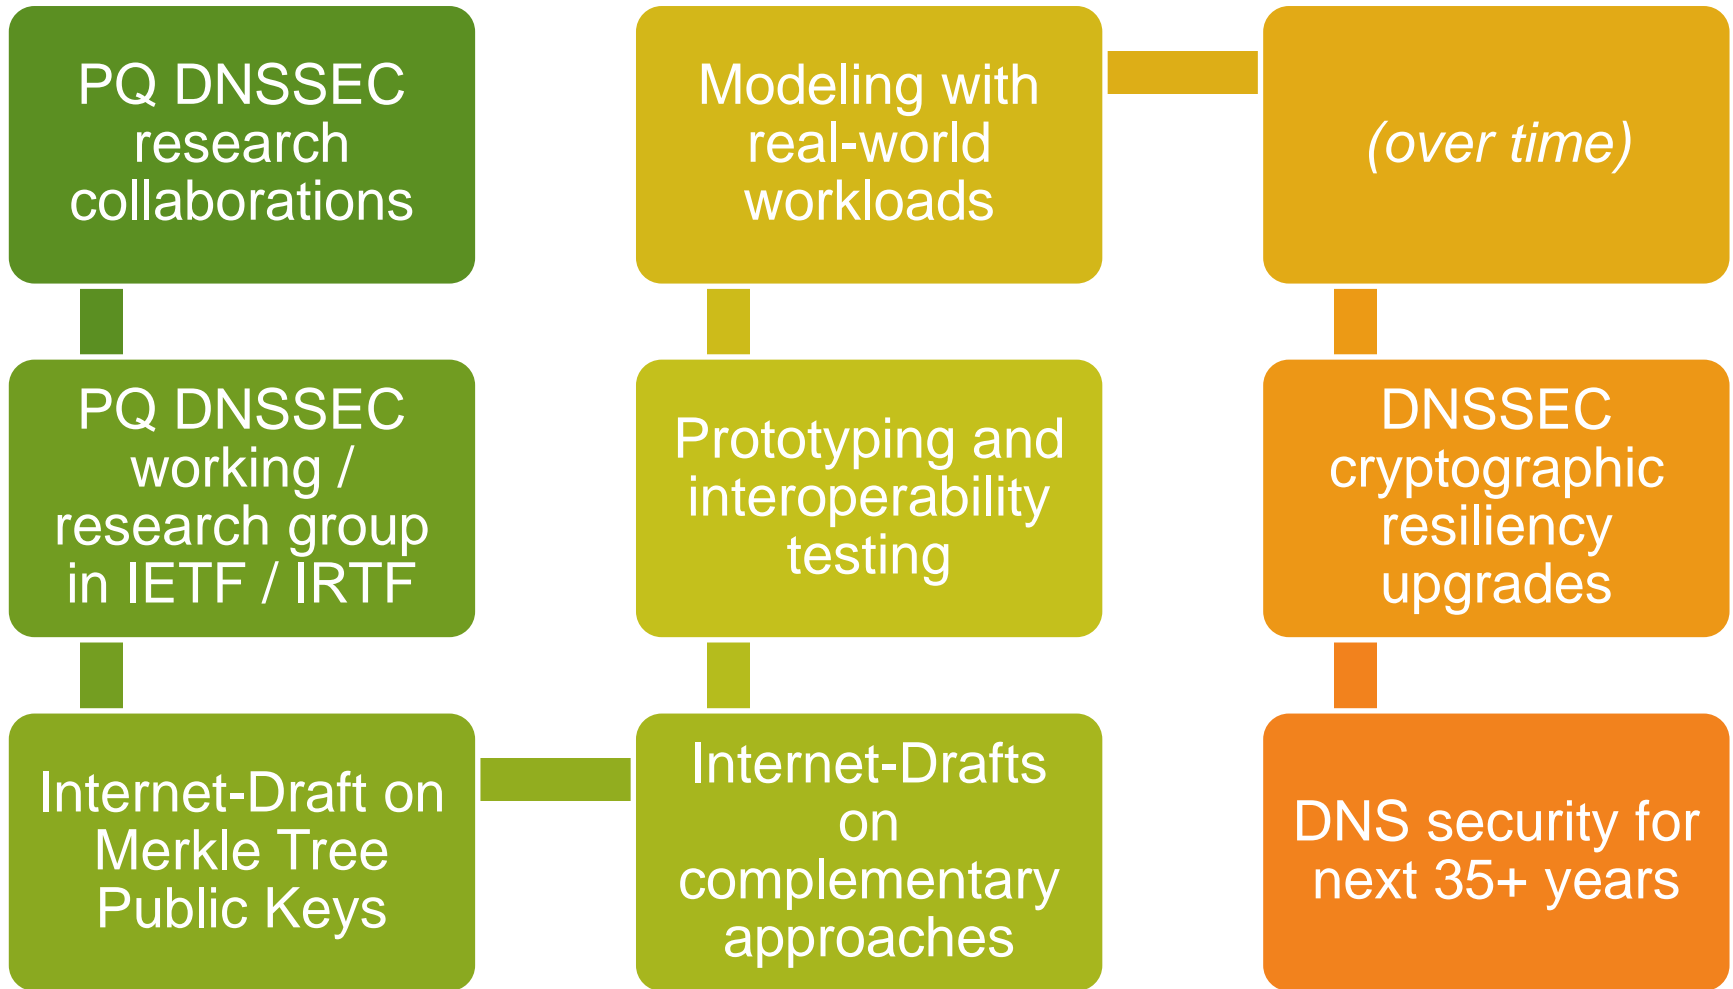 PQ DNSSEC
research
collaborations
PQ DNSSEC
working /
research group
in IETF / IRTF
Internet-Draft on
Merkle Tree
Public Keys
Internet-Drafts
on
complementary
approaches
Prototyping and
interoperability
testing
Modeling with
real-world
workloads
(over time)
DNSSEC
cryptographic
resiliency
upgrades
DNS security for
next 35+ years